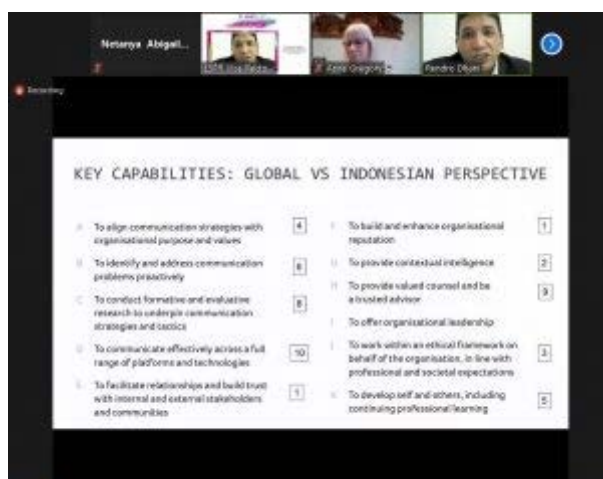 Netanya Abigail...
Anne Gregory
Randro Dhani
Recording
KEY CAPABILITIES: GLOBAL VS INDONESIAN PERSPECTIVE
A To align communication strategies with
organisational purpose and values
4
B To identify and address communication
problems proactively
6
C To conduct formative and evaluative
research to underpin communication
strategies and tactics
8
D To communicate effectively across a full
range of platforms and technologies
10
E To facilitate relationships and build trust
with internal and external stakeholders
and communities
1
F To build and enhance organisational
reputation
1
G To provide contextual intelligence
2
H To provide valued counsel and be
a trusted advisor
9
I To offer organisational leadership
J To work within an ethical framework on
behalf of the organisation, in line with
professional and societal expectations
3
K To develop self and others, including
continuing professional learning
5